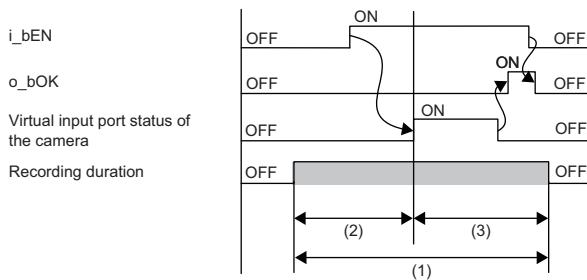 i_bEN OFF ON OFF
o_bOK OFF ON OFF
Virtual input port status of
the camera OFF ON OFF
Recording duration OFF OFF
(2) (3)
(1)